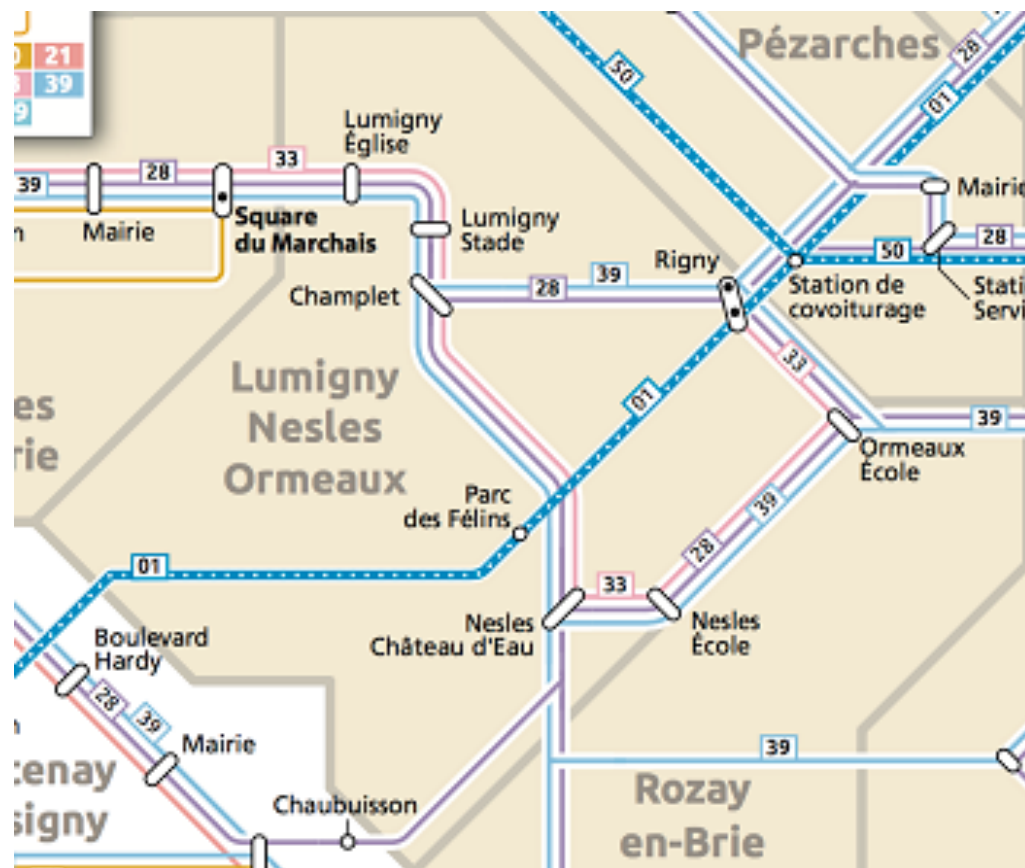 21
39
Pézarches
50
28
01
Lumigny
Église
33
28
39
Mairie
Square
du Marchais
Lumigny
Stade
Mairie
28
50
Rigny
Station de
covoiturage
Champlet
28
39
33
01
Lumigny
Nesles
Ormeaux
39
Ormeaux
École
Parc
des Félins
39
28
01
33
Nesles
Château d'Eau
Nesles
École
Boulevard
Hardy
28
39
Mairie
39
Chaubuisson
Rozay
en-Brie